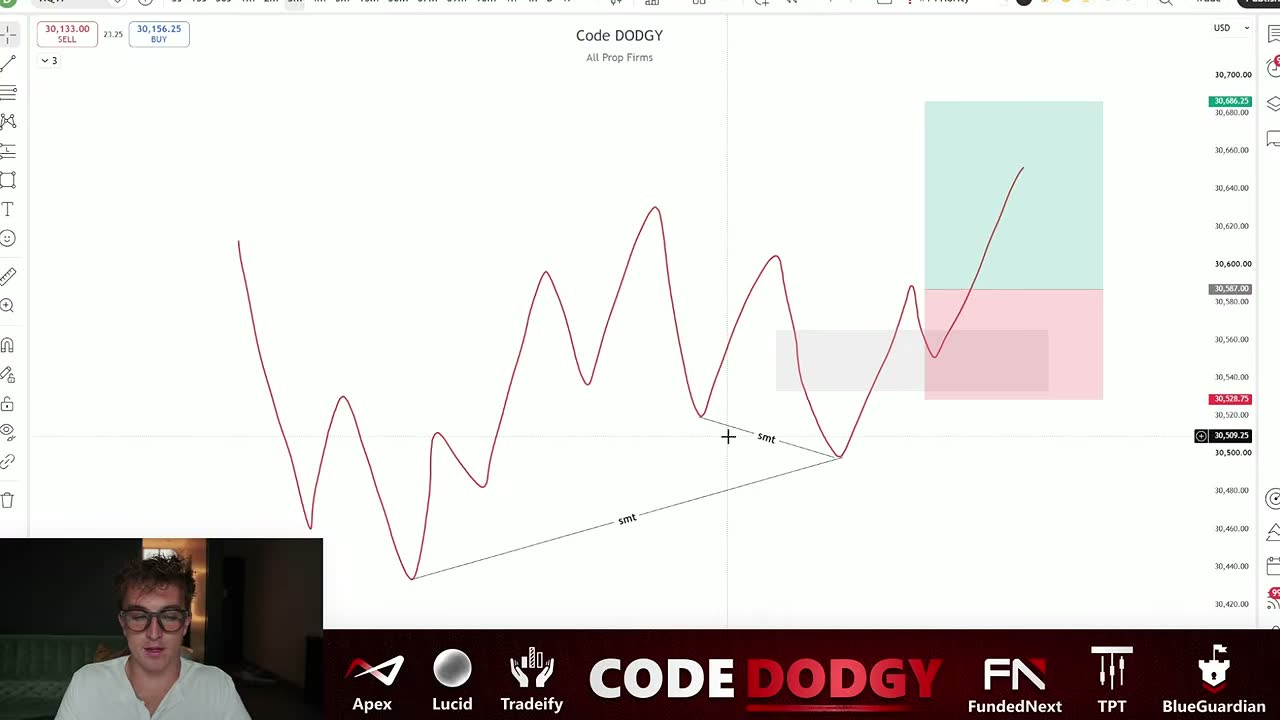 30,133.00
SELL
23.25
30,156.25
BUY
3
Code DODGY
All Prop Firms
USD
30,700.00
30,686.25
30,680.00
30,660.00
30,640.00
30,620.00
30,600.00
30,587.00
30,580.00
30,560.00
30,540.00
30,528.75
30,520.00
30,509.25
30,500.00
30,480.00
30,460.00
30,440.00
30,420.00
smt
smt
CODE DODGY
Apex
Lucid
Tradeify
FundedNext
TPT
BlueGuardian